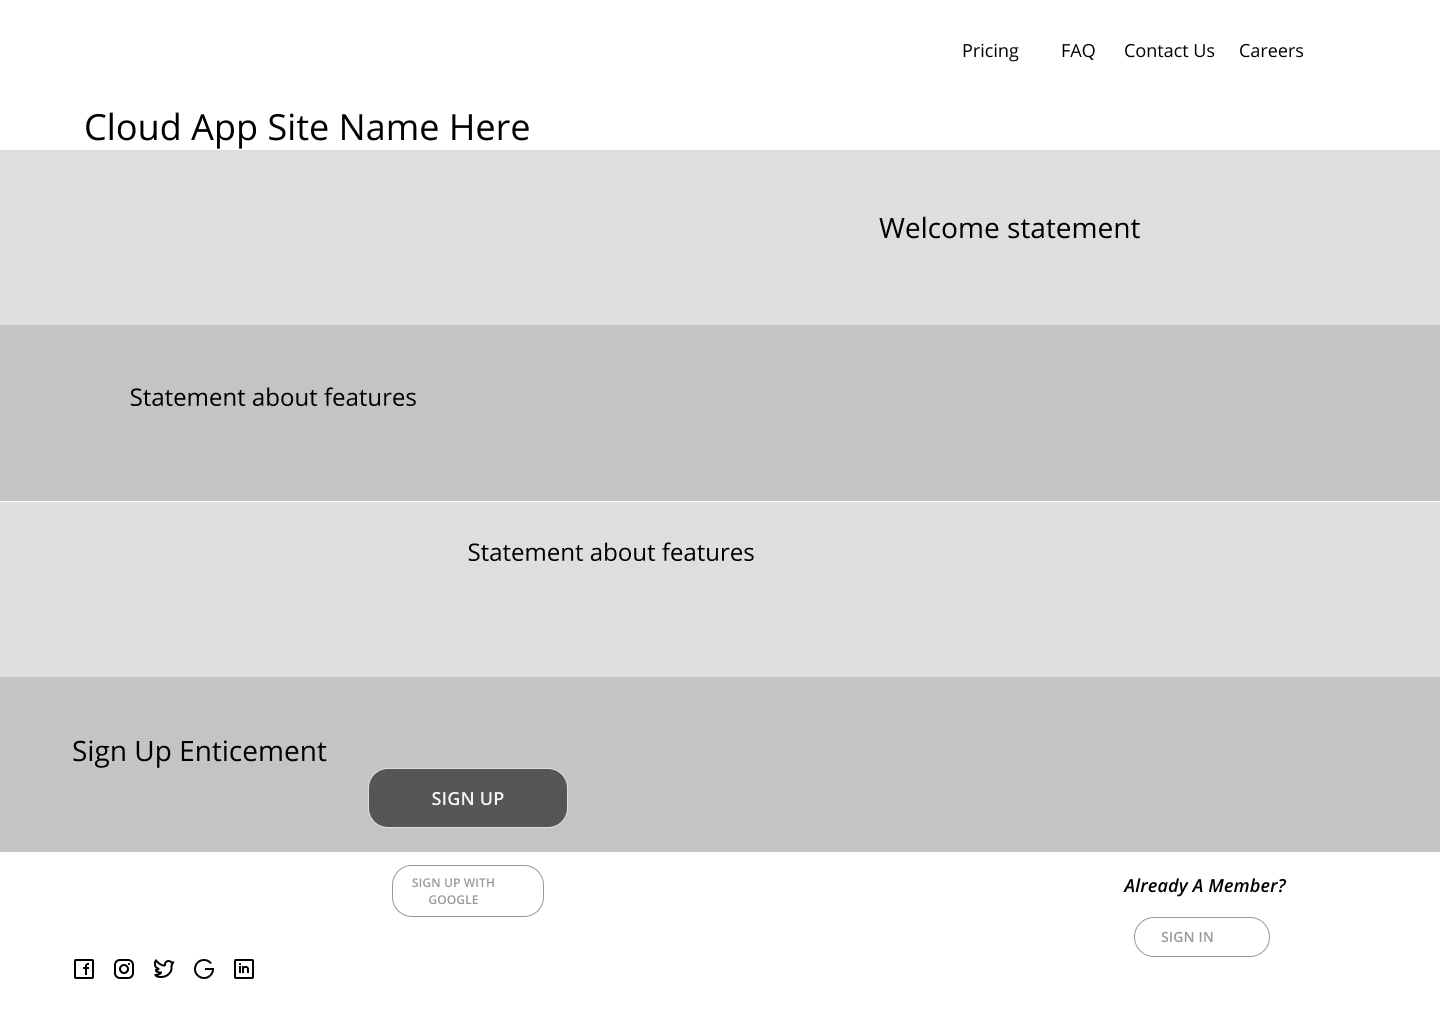 Pricing FAQ Contact Us Careers
Cloud App Site Name Here
Welcome statement
Statement about features
Statement about features
Sign Up Enticement
SIGN UP
SIGN UP WITH
GOOGLE
Already A Member?
SIGN IN